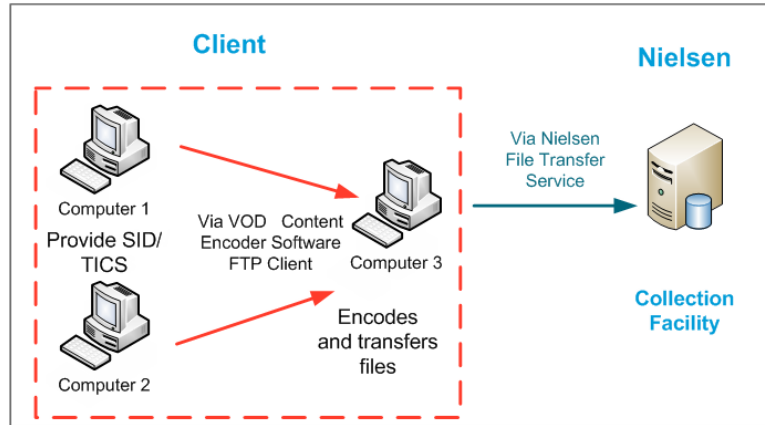 Client
Nielsen
Computer 1
Provide SID/
TICS
Computer 2
Via VOD Content
Encoder Software
FTP Client
Computer 3
Encodes
and transfers
files
Via Nielsen
File Transfer
Service
Collection
Facility